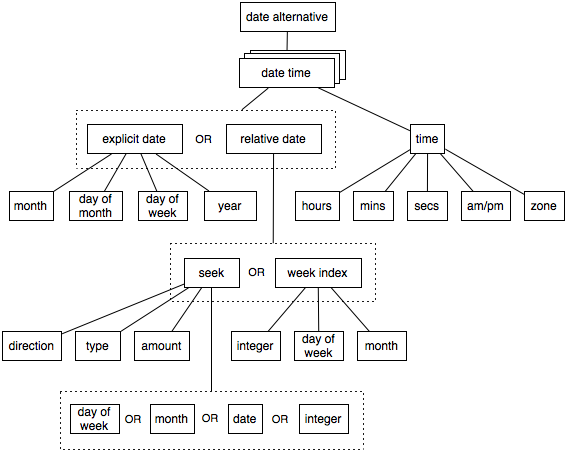 date alternative
date time
explicit date OR relative date
time
month
day of
month
day of
week
year
hours
mins
secs
am/pm
zone
seek OR week index
direction
type
amount
integer
day of
week
month
day of
week
OR
month
OR
date
OR
integer